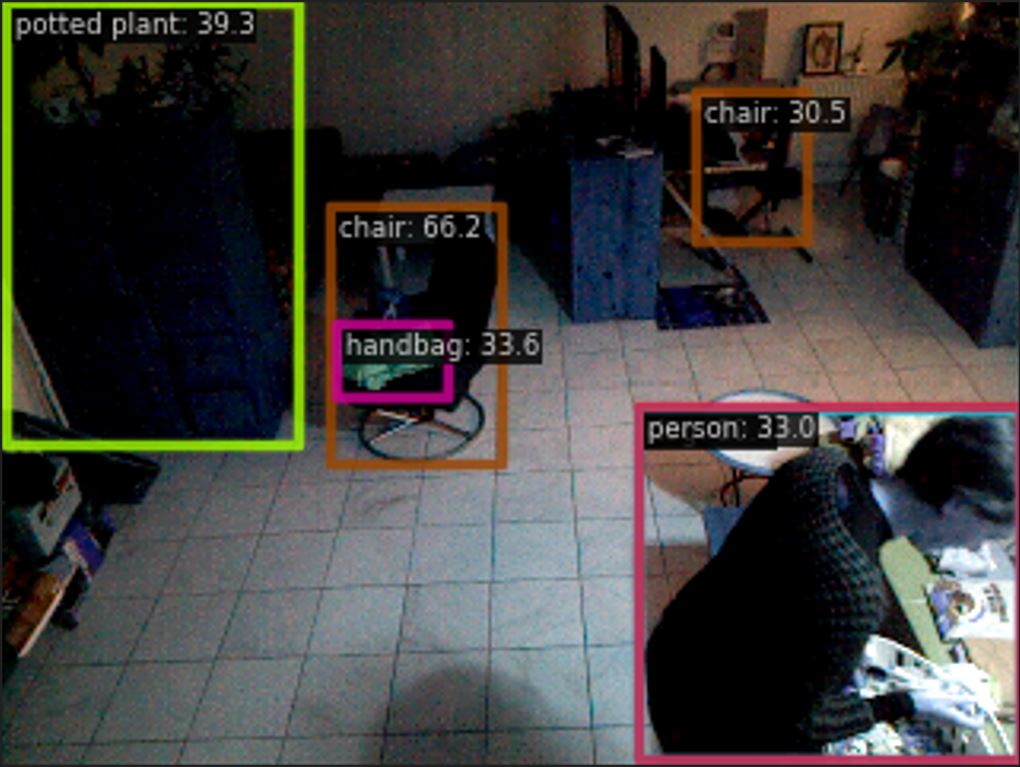 potted plant: 39.3
chair: 30.5
chair: 66.2
handbag: 33.6
person: 33.0